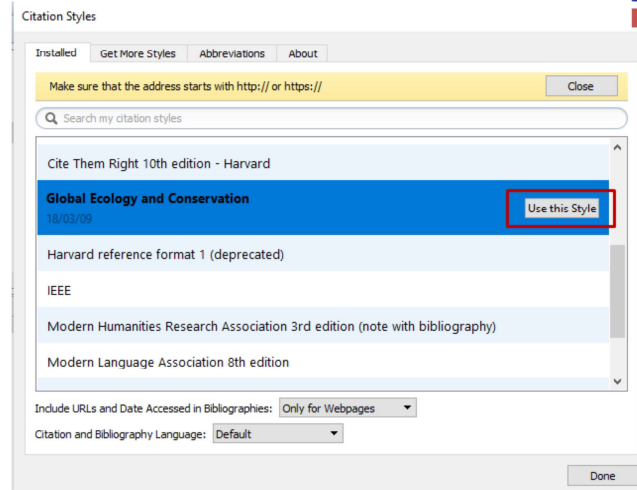 Citation Styles
Installed Get More Styles Abbreviations About
Make sure that the address starts with http:// or https:// Close
Search my citation styles
Cite Them Right 10th edition - Harvard
Global Ecology and Conservation
18/03/09 Use this Style
Harvard reference format 1 (deprecated)
IEEE
Modern Humanities Research Association 3rd edition (note with bibliography)
Modern Language Association 8th edition
Include URLs and Date Accessed in Bibliographies: Only for Webpages
Citation and Bibliography Language: Default
Done